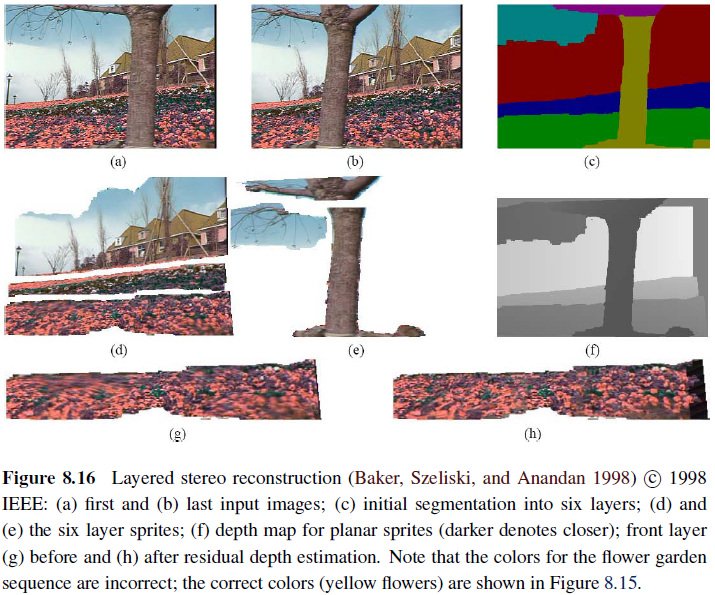 (a)
(b)
(c)
(d)
(e)
(f)
(g)
(h)
Figure 8.16 Layered stereo reconstruction (Baker, Szeliski, and Anandan 1998) © 1998
IEEE: (a) first and (b) last input images; (c) initial segmentation into six layers; (d) and
(e) the six layer sprites; (f) depth map for planar sprites (darker denotes closer); front layer
(g) before and (h) after residual depth estimation. Note that the colors for the flower garden
sequence are incorrect; the correct colors (yellow flowers) are shown in Figure 8.15.